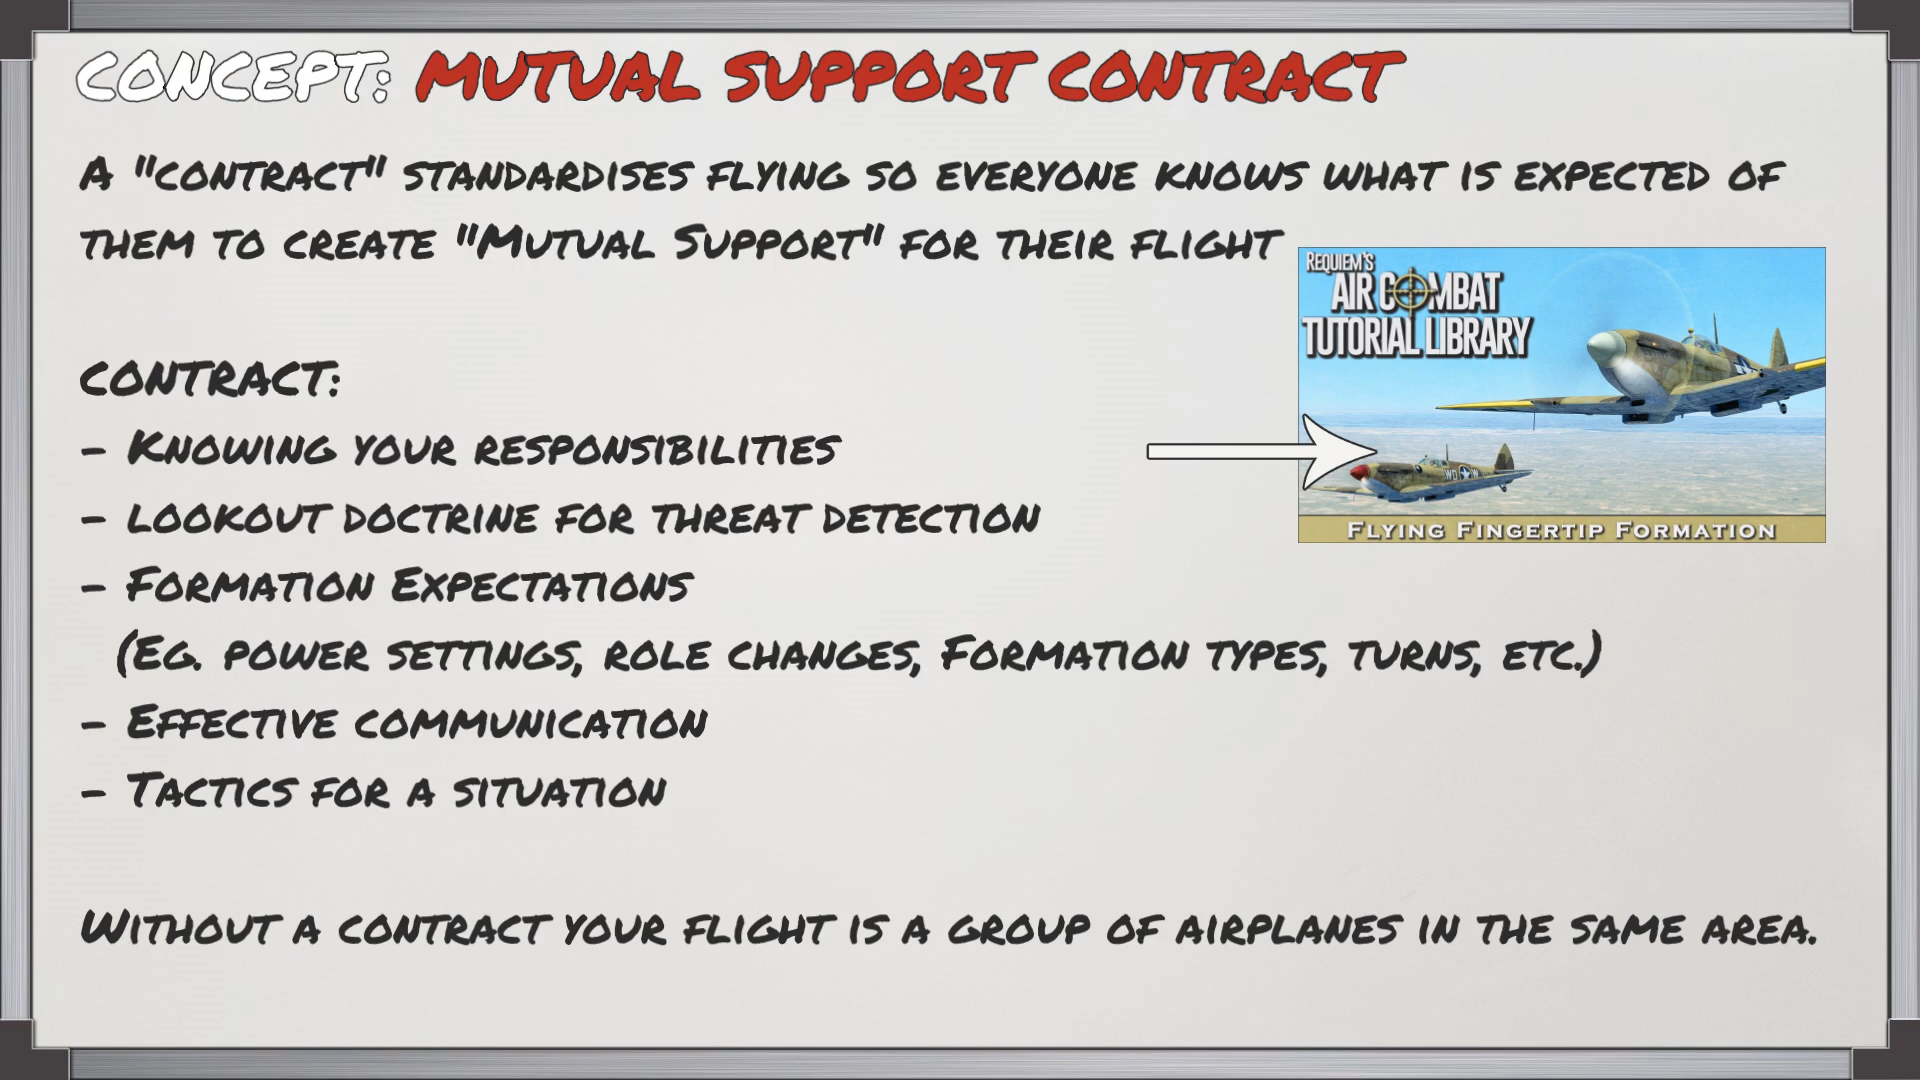 CONCEPT: MUTUAL SUPPORT CONTRACT
A "CONTRACT" STANDARDISES FLYING SO EVERYONE KNOWS WHAT IS EXPECTED OF
THEM TO CREATE "MUTUAL SUPPORT" FOR THEIR FLIGHT
REQUIEM'S
AIR COMBAT
TUTORIAL LIBRARY
WD W
FLYING FINGERTIP FORMATION
CONTRACT:
- KNOWING YOUR RESPONSIBILITIES
- LOOKOUT DOCTRINE FOR THREAT DETECTION
- FORMATION EXPECTATIONS
(EG. POWER SETTINGS, ROLE CHANGES, FORMATION TYPES, TURNS, ETC.)
- EFFECTIVE COMMUNICATION
- TACTICS FOR A SITUATION
WITHOUT A CONTRACT YOUR FLIGHT IS A GROUP OF AIRPLANES IN THE SAME AREA.